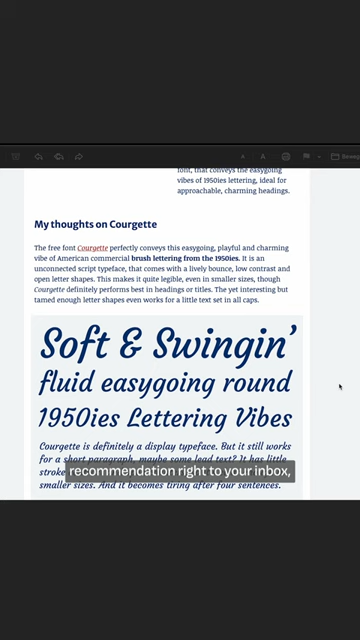 Beweg
font, that conveys the easygoing
vibes of 1950ies lettering, ideal for
approachable, charming headings.
My thoughts on Courgette
The free font Courgette perfectly conveys this easygoing, playful and charming
vibe of American commercial brush lettering from the 1950ies. It is an
unconnected script typeface, that comes with a lively bounce, low contrast and
open letter shapes. This makes it quite legible, even in smaller sizes, though
Courgette definitely performs best in headings or titles. The yet interesting but
tamed enough letter shapes even works for a little text set in all caps.
Soft & Swingin’
fluid easygoing round
1950ies Lettering Vibes
Courgette is definitely a display typeface. But it still works
for a short paragraph, maybe some lead text? It has little
stroke
recommendation right to your inbox,
smaller sizes. And it becomes tiring after four sentences.